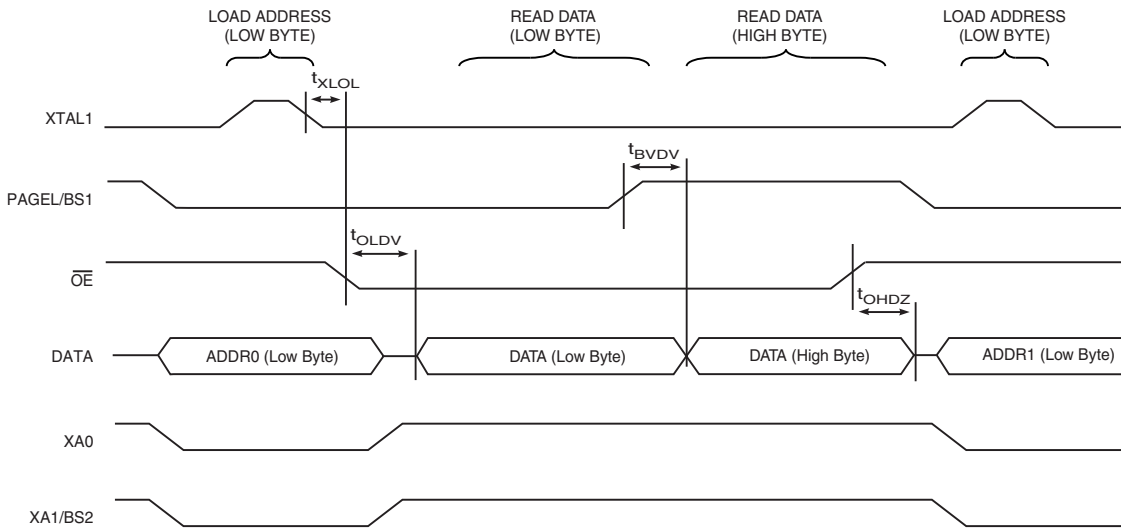 LOAD ADDRESS
(LOW BYTE)
READ DATA
(LOW BYTE)
READ DATA
(HIGH BYTE)
LOAD ADDRESS
(LOW BYTE)
tXLOL
XTAL1
tBVDV
PAGEL/BS1
tOLDV
OE
tOHDZ
DATA
ADDR0 (Low Byte)
DATA (Low Byte)
DATA (High Byte)
ADDR1 (Low Byte)
XA0
XA1/BS2